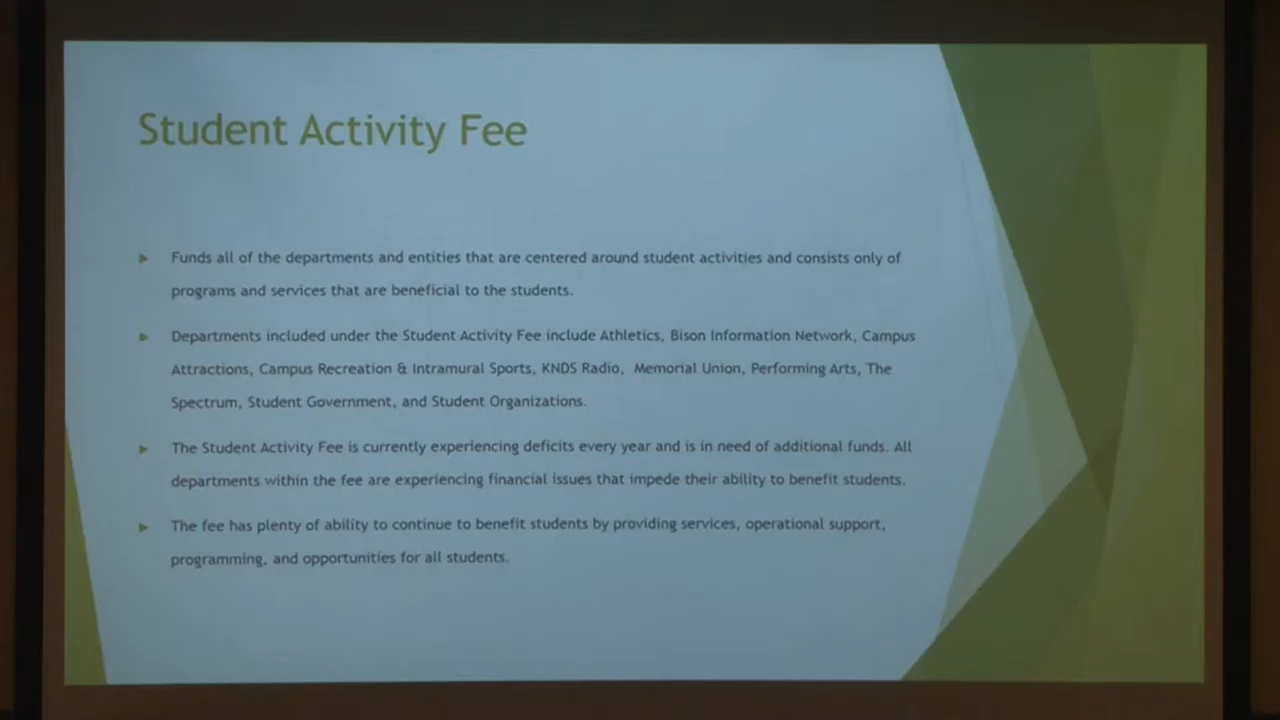 Student Activity Fee
Funds all of the departments and entities that are centered around student activities and consists only of
programs and services that are beneficial to the students.
Departments included under the Student Activity Fee include Athletics, Bison Information Network, Campus
Attractions, Campus Recreation & Intramural Sports, KNDS Radio, Memorial Union, Performing Arts, The
Spectrum, Student Government, and Student Organizations.
The Student Activity Fee is currently experiencing deficits every year and is in need of additional funds. All
departments within the fee are experiencing financial issues that impede their ability to benefit students.
The fee has plenty of ability to continue to benefit students by providing services, operational support,
programming, and opportunities for all students.